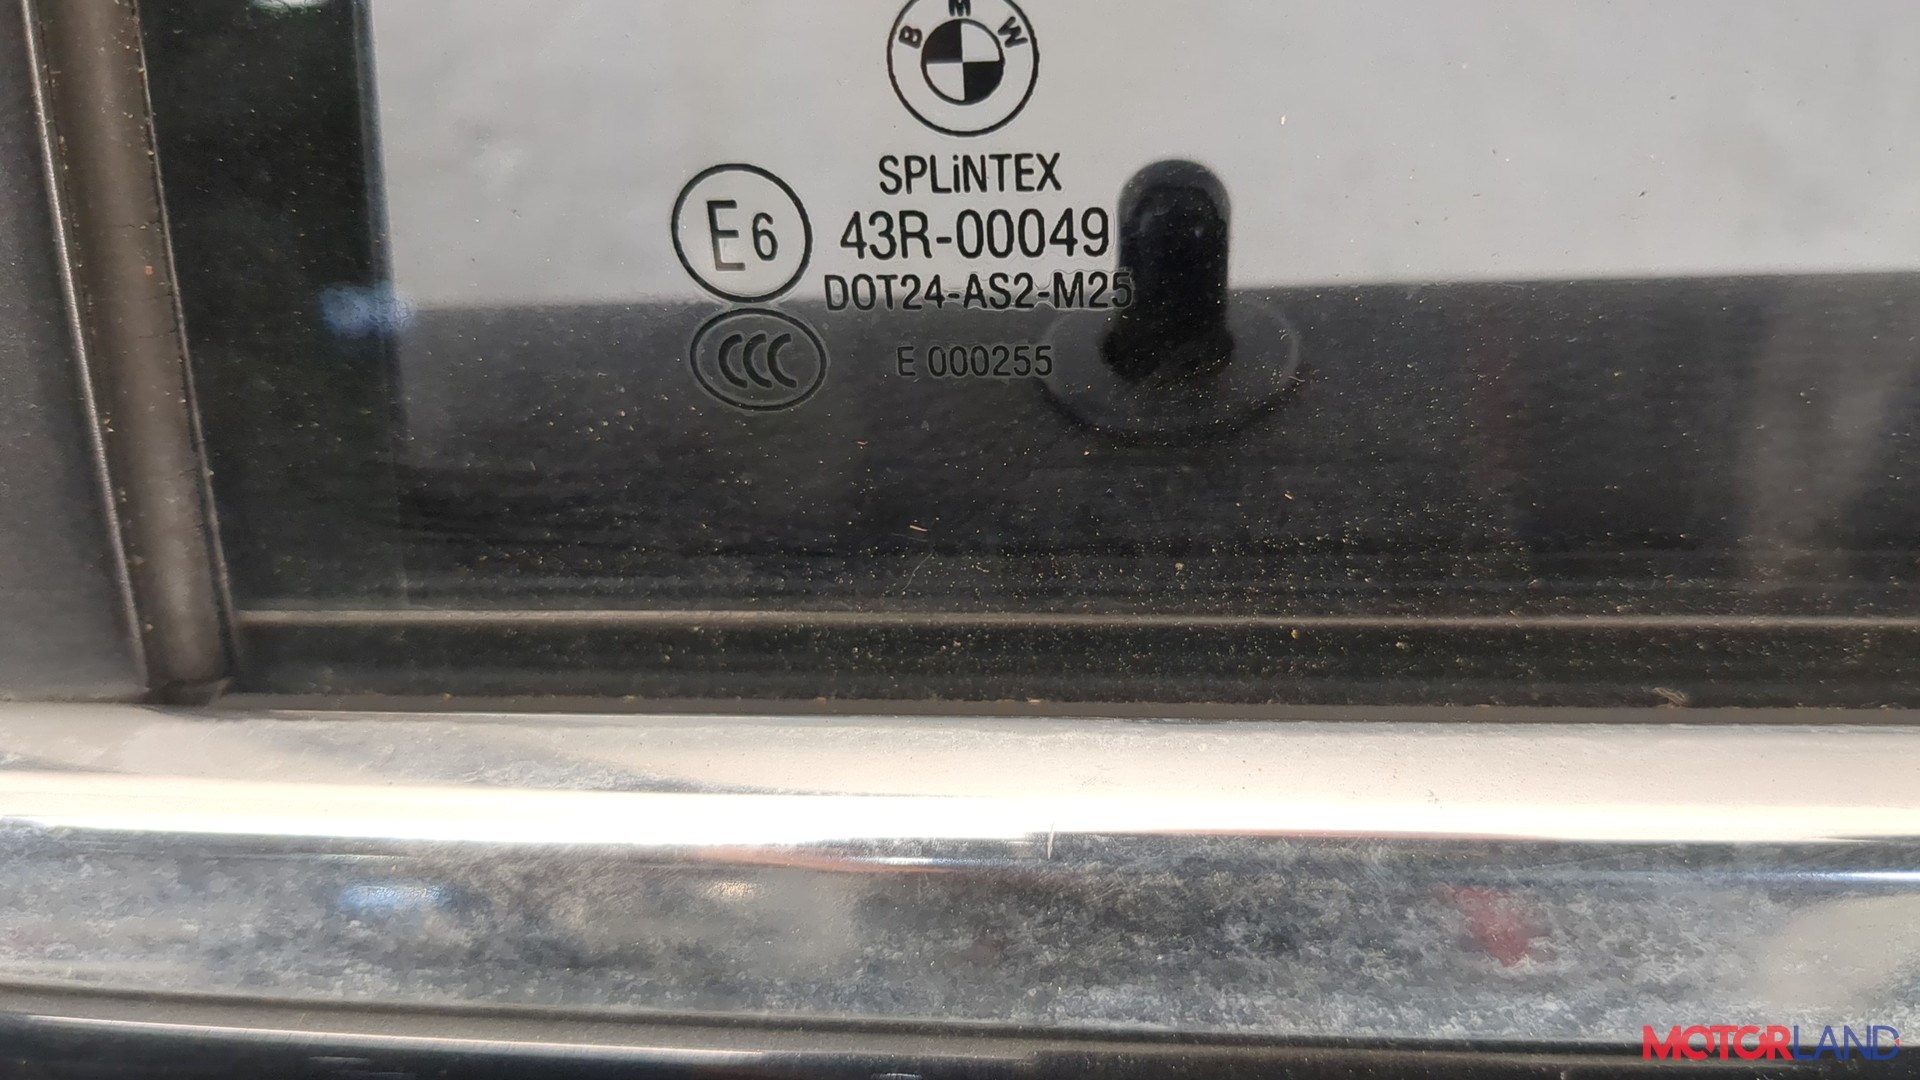 BMW
SPLiNTEX
E6
43R-00049
DOT24-AS2-M25
CCC
E 000255
MOTORLAND